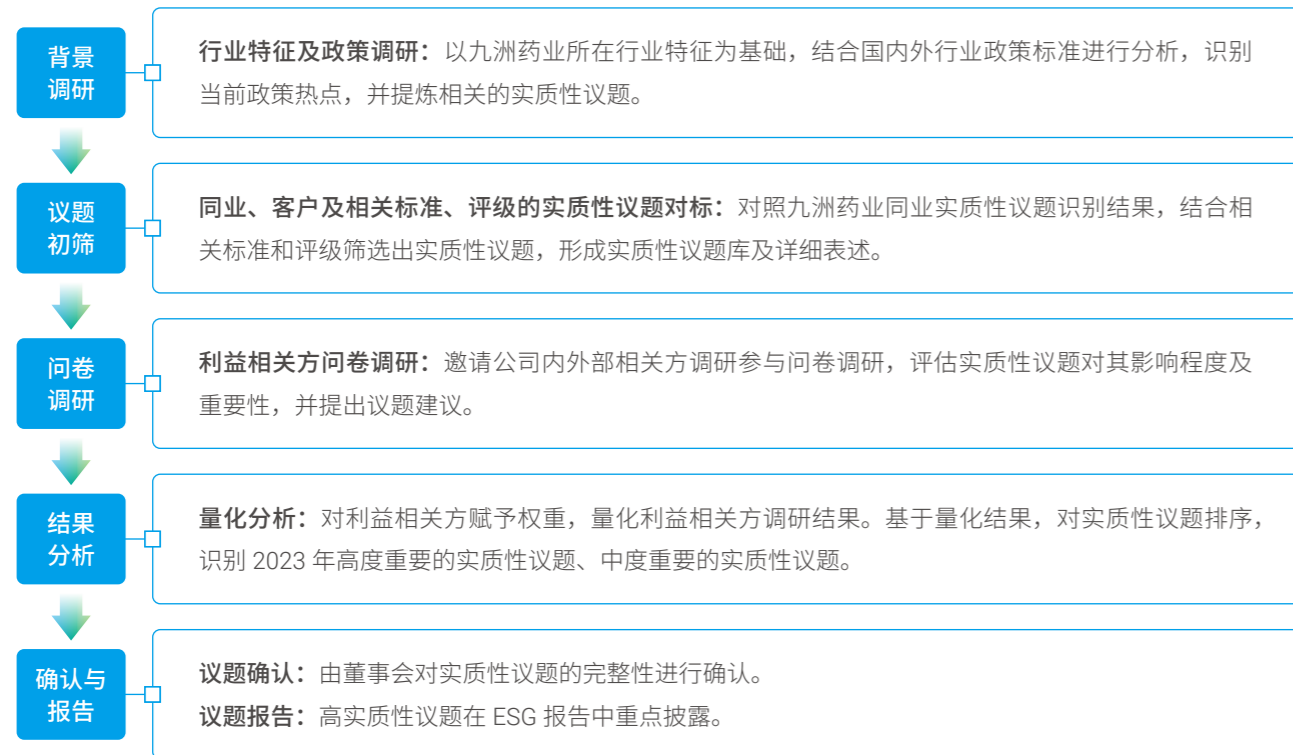 背景
调研
行业特征及政策调研：以九洲药业所在行业特征为基础，结合国内外行业政策标准进行分析，识别
当前政策热点，并提炼相关的实质性议题。
议题
初筛
同业、客户及相关标准、评级的实质性议题对标：对照九洲药业同业实质性议题识别结果，结合相
关标准和评级筛选出实质性议题，形成实质性议题库及详细表述。
问卷
调研
利益相关方问卷调研：邀请公司内外部相关方调研参与问卷调研，评估实质性议题对其影响程度及
重要性，并提出议题建议。
结果
分析
量化分析：对利益相关方赋予权重，量化利益相关方调研结果。基于量化结果，对实质性议题排序，
识别 2023 年高度重要的实质性议题、中度重要的实质性议题。
确认与
报告
议题确认：由董事会对实质性议题的完整性进行确认。
议题报告：高实质性议题在 ESG 报告中重点披露。